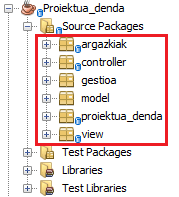 Proiektua_denda
Source Packages
argazkiak
controller
gestioa
model
proiektua_denda
view
Test Packages
Libraries
Test Libraries